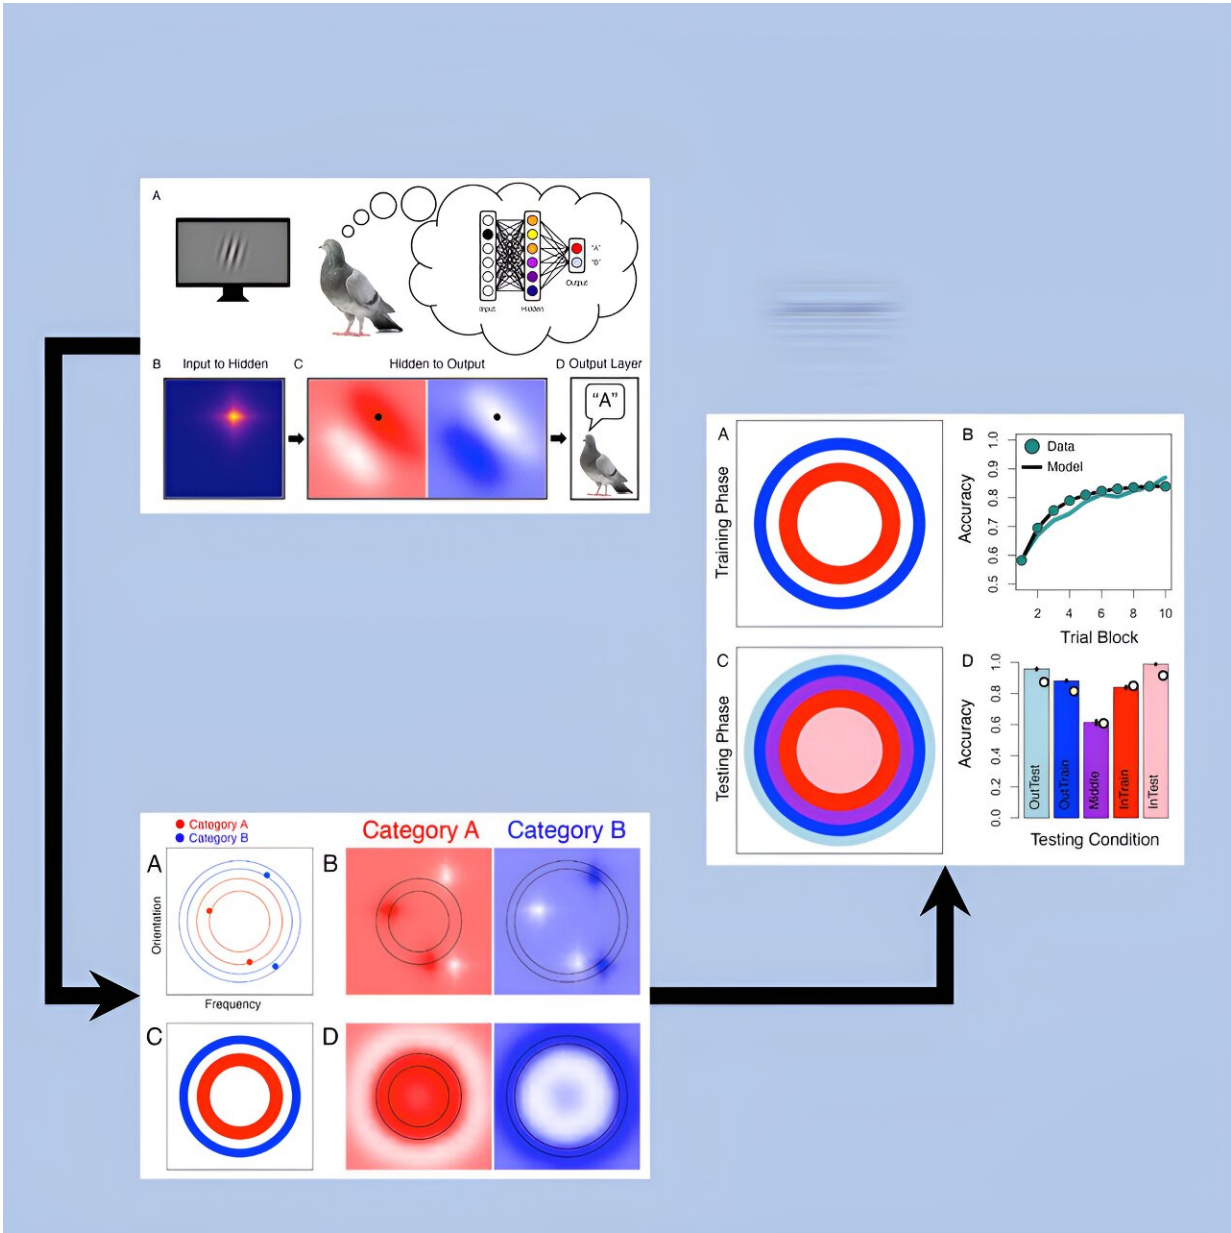 A
"A"
"B"
Output
Input
Hidden
B
Input to Hidden
C
Hidden to Output
D
Output Layer
"A"
Category A
Category B
A
Orientation
Frequency
B
Category A
Category B
C
D
A
Training Phase
B
Data
Model
Accuracy
1.0
0.9
0.8
0.7
0.6
0.5
2 4 6 8 10
Trial Block
C
Testing Phase
D
Accuracy
1.0
0.8
0.6
0.4
0.2
0.0
OutTest
OutTrain
Middle
InTrain
InTest
Testing Condition